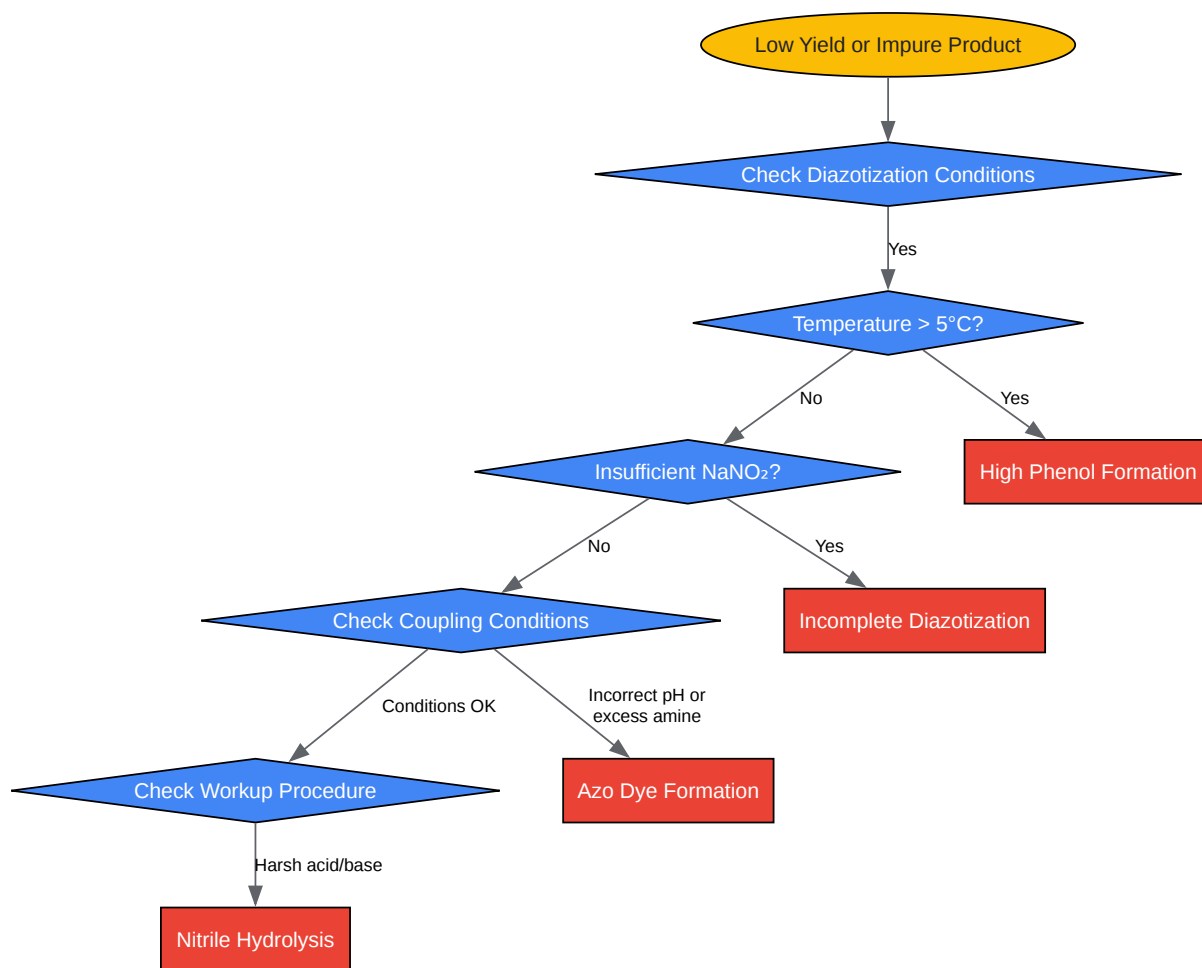 Low Yield or Impure Product
Check Diazotization Conditions
Yes
Temperature > 5°C?
No
Yes
Insufficient NaNO₂?
High Phenol Formation
No
Yes
Check Coupling Conditions
Incomplete Diazotization
Conditions OK
Incorrect pH or
excess amine
Check Workup Procedure
Azo Dye Formation
Harsh acid/base
Nitrile Hydrolysis